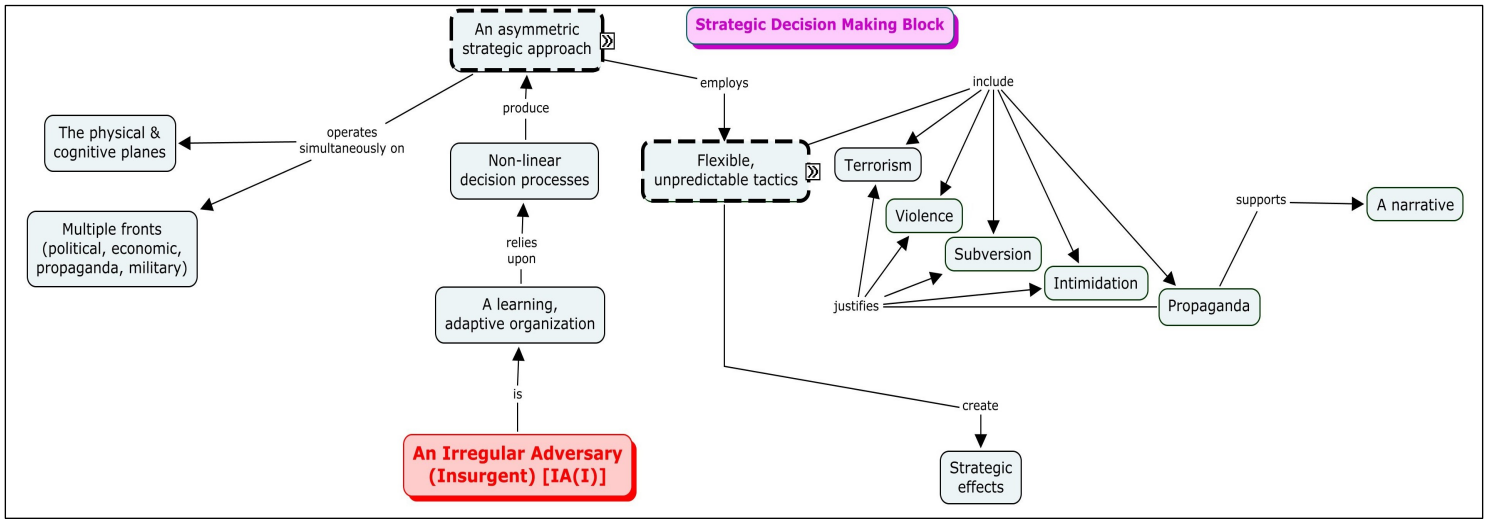 Strategic Decision Making Block
An asymmetric
strategic approach
employs
include
produce
operates
simultaneously on
The physical &
cognitive planes
Non-linear
decision processes
Flexible,
unpredictable tactics
Terrorism
Violence
Subversion
Intimidation
Propaganda
supports
A narrative
justifies
Multiple fronts
(political, economic,
propaganda, military)
relies
upon
A learning,
adaptive organization
is
An Irregular Adversary
(Insurgent) [IA(I)]
create
Strategic
effects